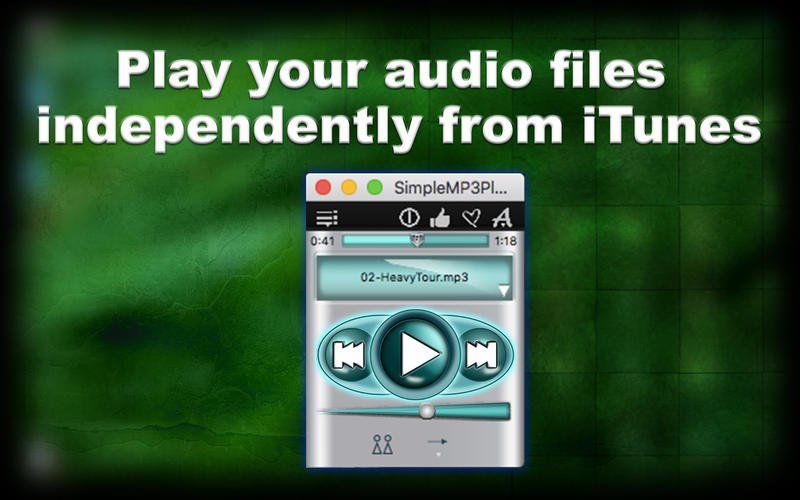 Play your audio files
independently from iTunes
SimpleMP3Pl...
0:41
1:18
02-HeavyTour.mp3